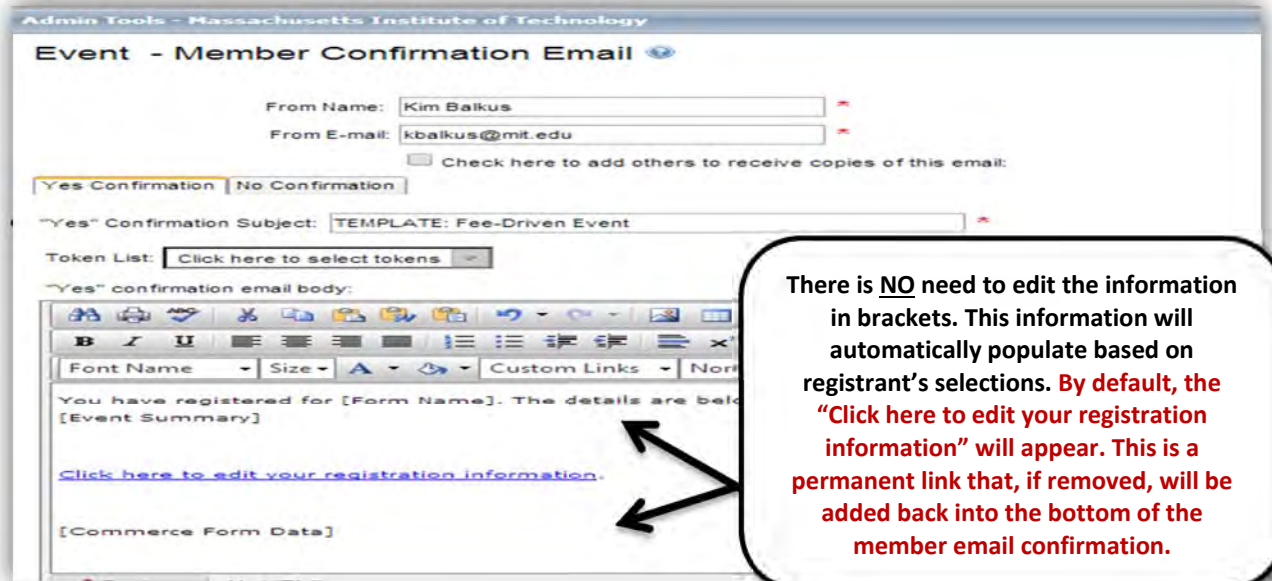 Admin Tools - Massachusetts Institute of Technology
Event - Member Confirmation Email
From Name: Kim Balkus *
From E-mail: kbalkus@mit.edu *
Check here to add others to receive copies of this email:
Yes Confirmation No Confirmation
"Yes" Confirmation Subject: TEMPLATE: Fee-Driven Event *
Token List: Click here to select tokens
"Yes" confirmation email body:
ABC
B I U
Font Name Size A Custom Links
You have registered for [Form Name]. The details are
[Event Summary]
Click here to edit your registration information.
[Commerce Form Data]
There is NO need to edit the information
in brackets. This information will
automatically populate based on
registrant's selections. By default, the
“Click here to edit your registration
information” will appear. This is a
permanent link that, if removed, will be
added back into the bottom of the
member email confirmation.